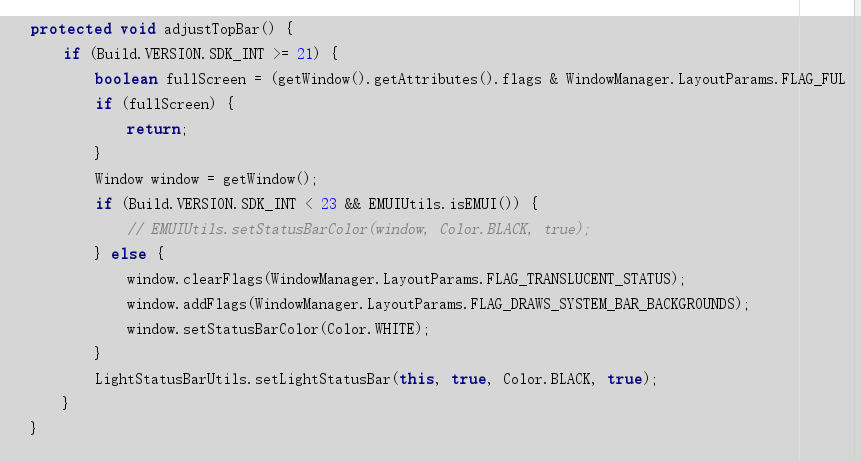 protected void adjustTopBar() {
if (Build.VERSION.SDK_INT >= 21) {
boolean fullScreen = (getWindow().getAttributes().flags & WindowManager.LayoutParams.FLAG_FUL
if (fullScreen) {
return;
}
Window window = getWindow();
if (Build.VERSION.SDK_INT < 23 && EMUIUtils.isEMUI()) {
// EMUIUtils.setStatusBarColor(window, Color.BLACK, true);
} else {
window.clearFlags(WindowManager.LayoutParams.FLAG_TRANSLUCENT_STATUS);
window.addFlags(WindowManager.LayoutParams.FLAG_DRAWS_SYSTEM_BAR_BACKGROUNDS);
window.setStatusBarColor(Color.WHITE);
}
LightStatusBarUtils.setLightStatusBar(this, true, Color.BLACK, true);
}
}